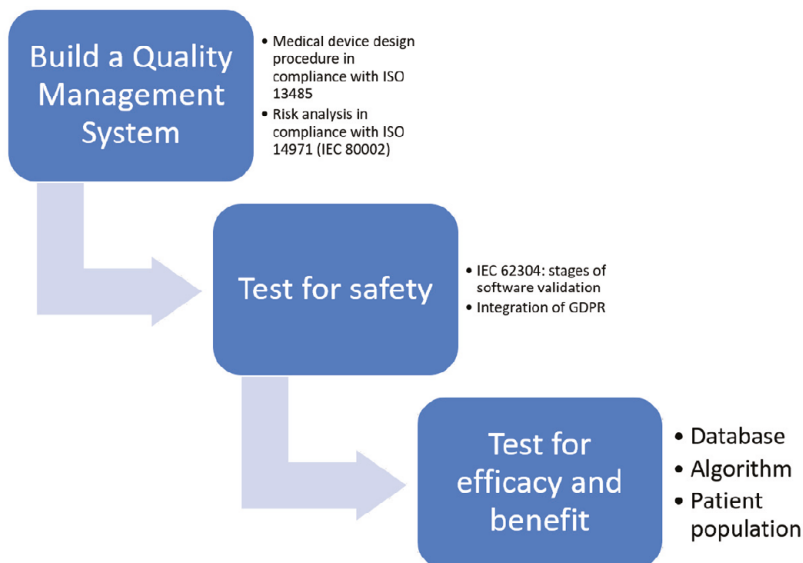 Build a Quality
Management
System
• Medical device design
procedure in
compliance with ISO
13485
• Risk analysis in
compliance with ISO
14971 (IEC 80002)
Test for safety
• IEC 62304: stages of
software validation
• Integration of GDPR
Test for
efficacy and
benefit
• Database
• Algorithm
• Patient
population